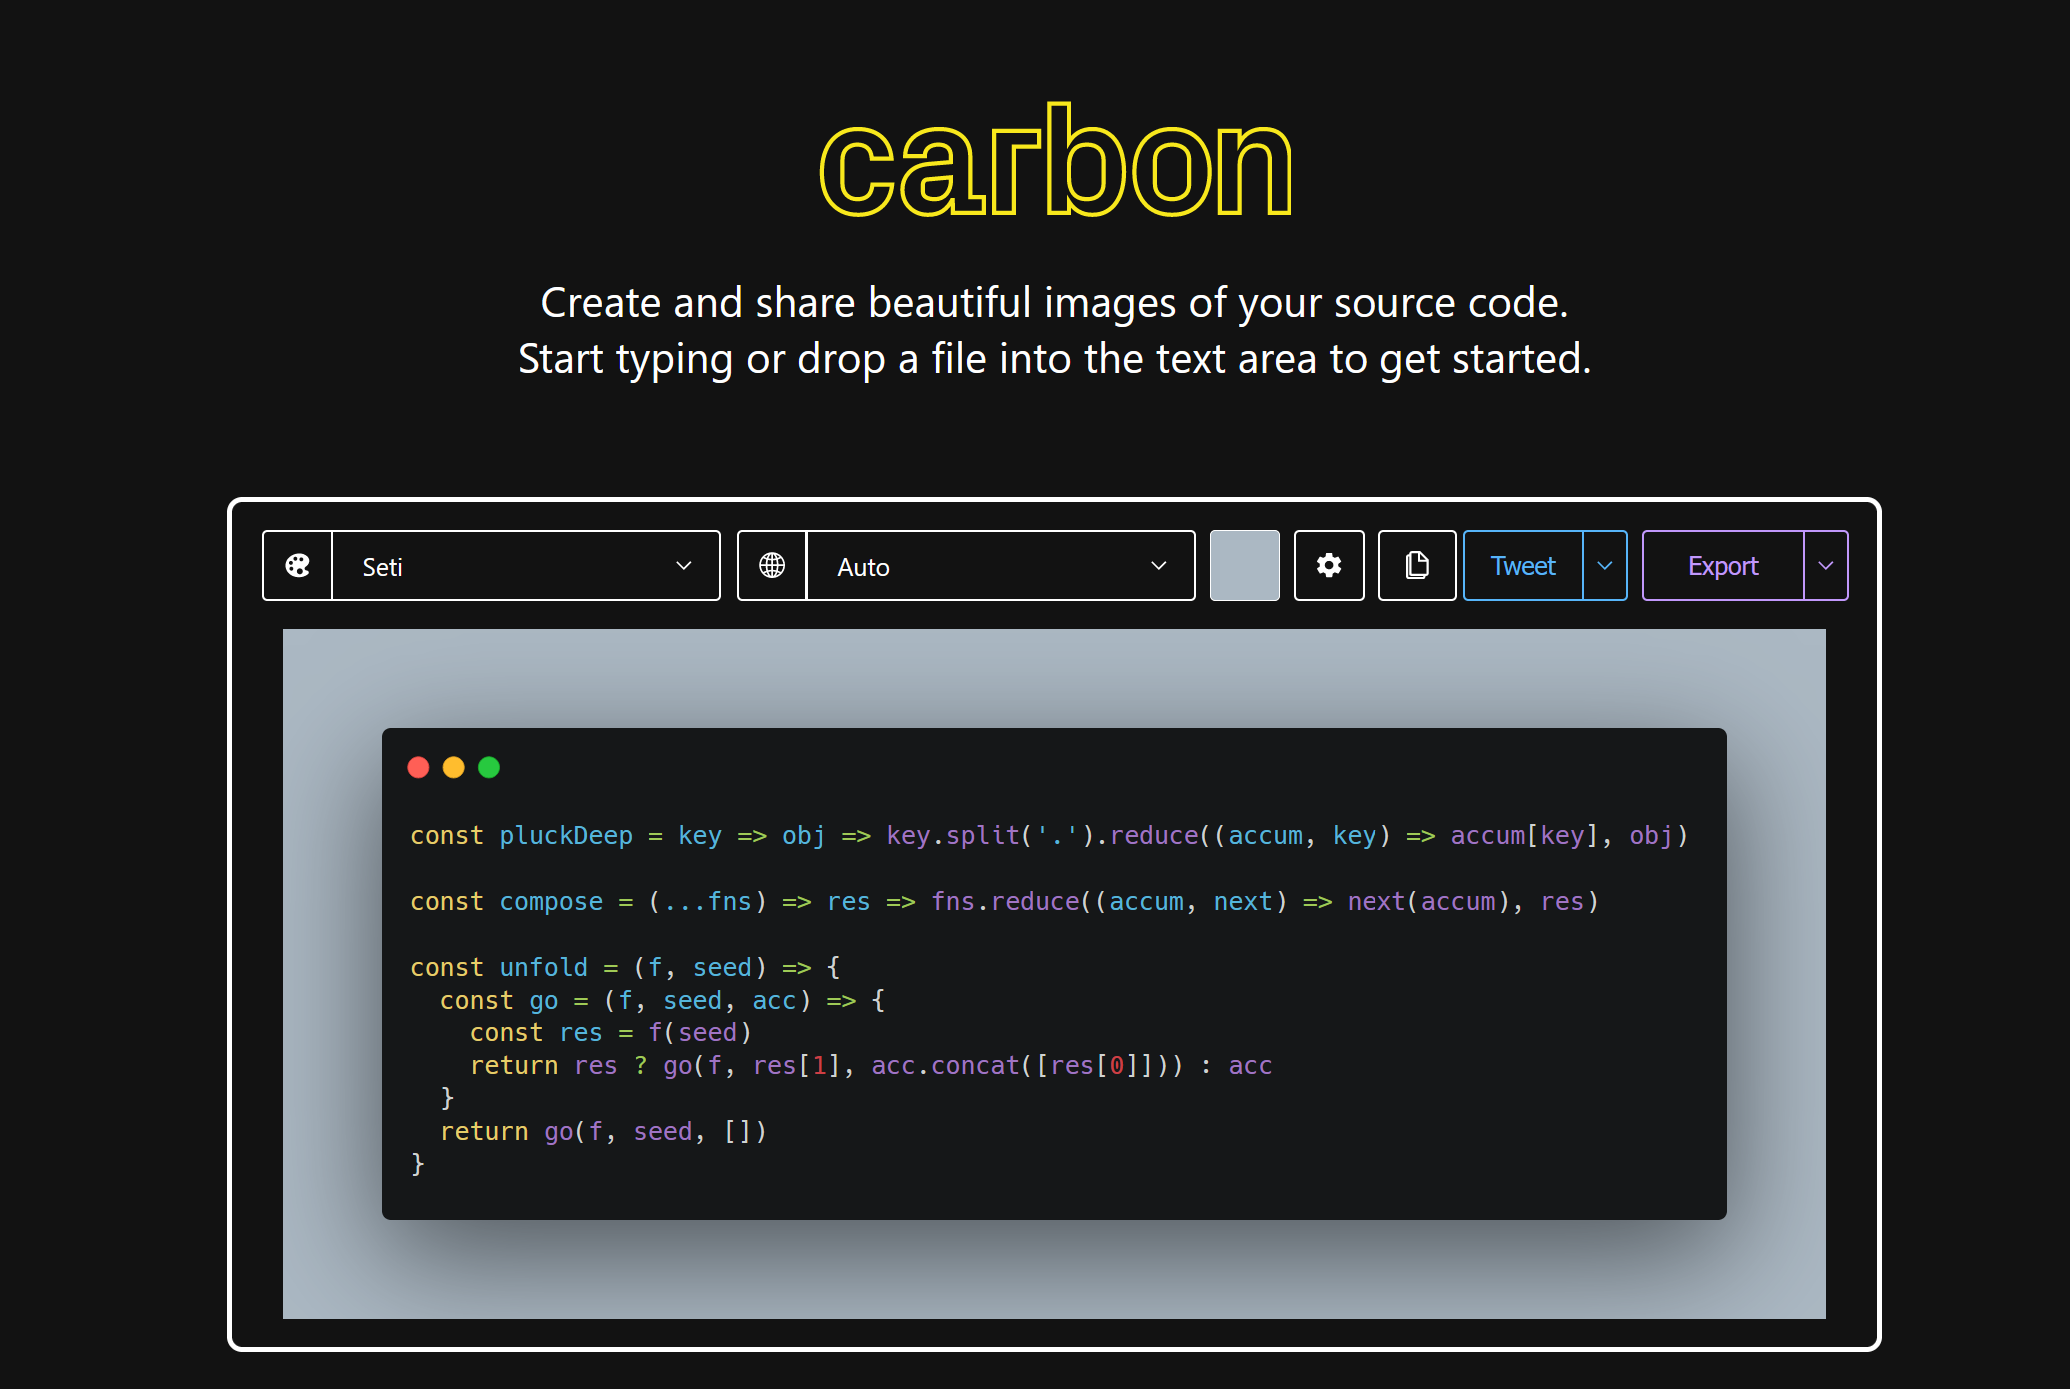 carbon
Create and share beautiful images of your source code.
Start typing or drop a file into the text area to get started.
Seti
Auto
Tweet
Export
const pluckDeep = key => obj => key.split('.').reduce((accum, key) => accum[key], obj)
const compose = (...fns) => res => fns.reduce((accum, next) => next(accum), res)
const unfold = (f, seed) => {
  const go = (f, seed, acc) => {
    const res = f(seed)
    return res ? go(f, res[1], acc.concat([res[0]])) : acc
  }
  return go(f, seed, [])
}